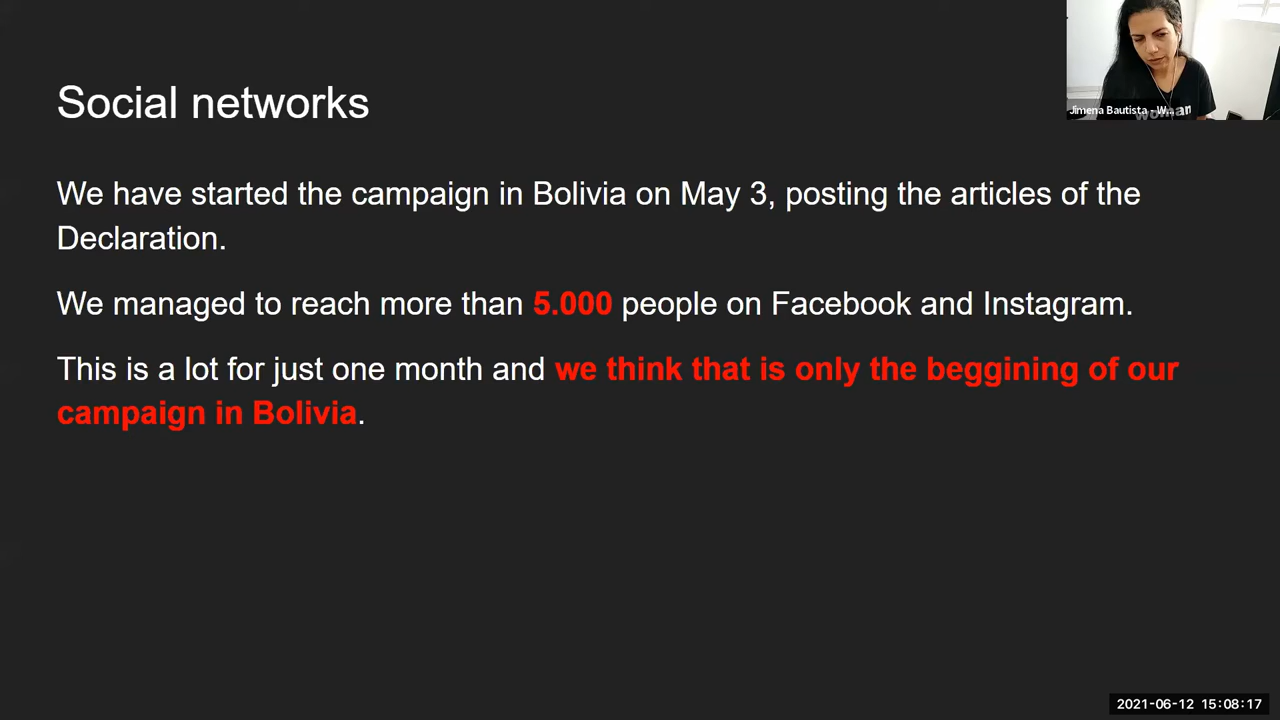 Social networks
Jimena Bautista - W...
woman
We have started the campaign in Bolivia on May 3, posting the articles of the
Declaration.
We managed to reach more than 5.000 people on Facebook and Instagram.
This is a lot for just one month and we think that is only the beggining of our
campaign in Bolivia.
2021-06-12 15:08:17